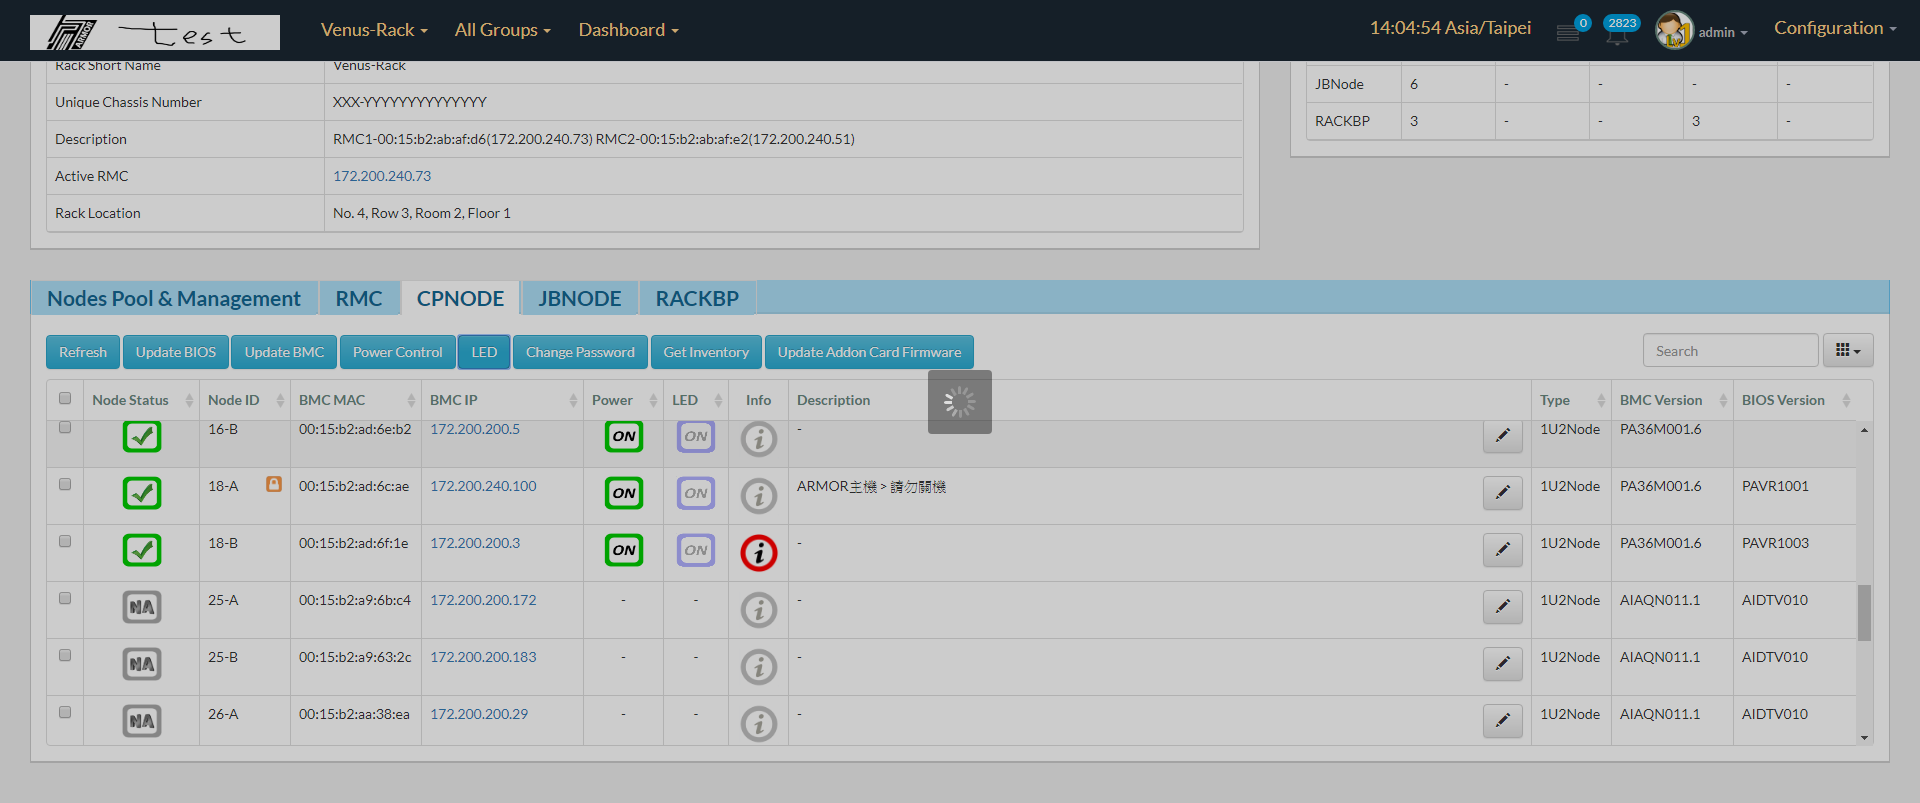 ARMOR test Venus-Rack All Groups Dashboard 14:04:54 Asia/Taipei 0 2823 admin Configuration
Rack Short Name Venus-Rack
Unique Chassis Number XXX-YYYYYYYYYYYYYY
Description RMC1-00:15:b2:ab:af:d6(172.200.240.73) RMC2-00:15:b2:ab:af:e2(172.200.240.51)
Active RMC 172.200.240.73
Rack Location No. 4, Row 3, Room 2, Floor 1
JBNode 6 - - - -
RACKBP 3 - - 3 -
Nodes Pool & Management RMC CPNODE JBNODE RACKBP
Refresh Update BIOS Update BMC Power Control LED Change Password Get Inventory Update Addon Card Firmware Search
Node Status Node ID BMC MAC BMC IP Power LED Info Description Type BMC Version BIOS Version
16-B 00:15:b2:ad:6e:b2 172.200.200.5 ON ON i - 1U2Node PA36M001.6
18-A 00:15:b2:ad:6c:ae 172.200.240.100 ON ON i ARMOR主機 > 請勿關機 1U2Node PA36M001.6 PAVR1001
18-B 00:15:b2:ad:6f:1e 172.200.200.3 ON ON i - 1U2Node PA36M001.6 PAVR1003
NA 25-A 00:15:b2:a9:6b:c4 172.200.200.172 - - i - 1U2Node AIAQN011.1 AIDTV010
NA 25-B 00:15:b2:a9:63:2c 172.200.200.183 - - i - 1U2Node AIAQN011.1 AIDTV010
NA 26-A 00:15:b2:aa:38:ea 172.200.200.29 - - i - 1U2Node AIAQN011.1 AIDTV010